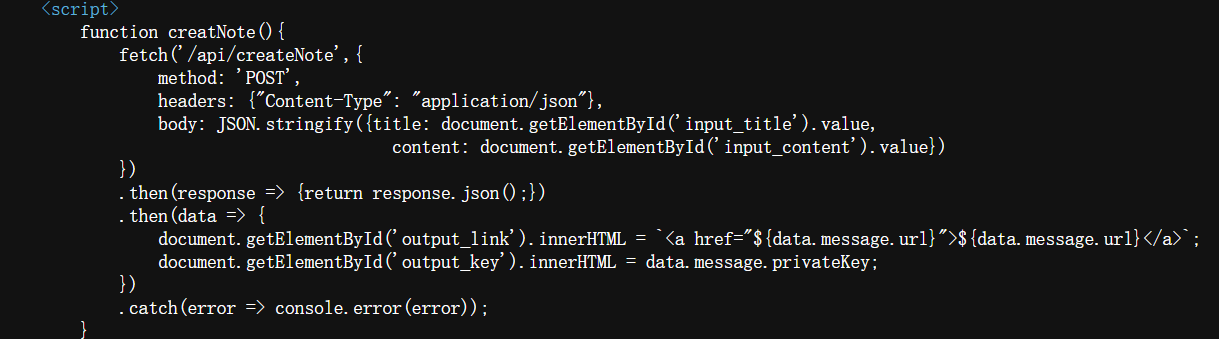 <script>
function creatNote(){
fetch('/api/createNote',{
method: 'POST',
headers: {"Content-Type": "application/json"},
body: JSON.stringify({title: document.getElementById('input_title').value,
content: document.getElementById('input_content').value})
})
.then(response => {return response.json();})
.then(data => {
document.getElementById('output_link').innerHTML = `<a href="${data.message.url}">${data.message.url}</a>`;
document.getElementById('output_key').innerHTML = data.message.privateKey;
})
.catch(error => console.error(error));
}